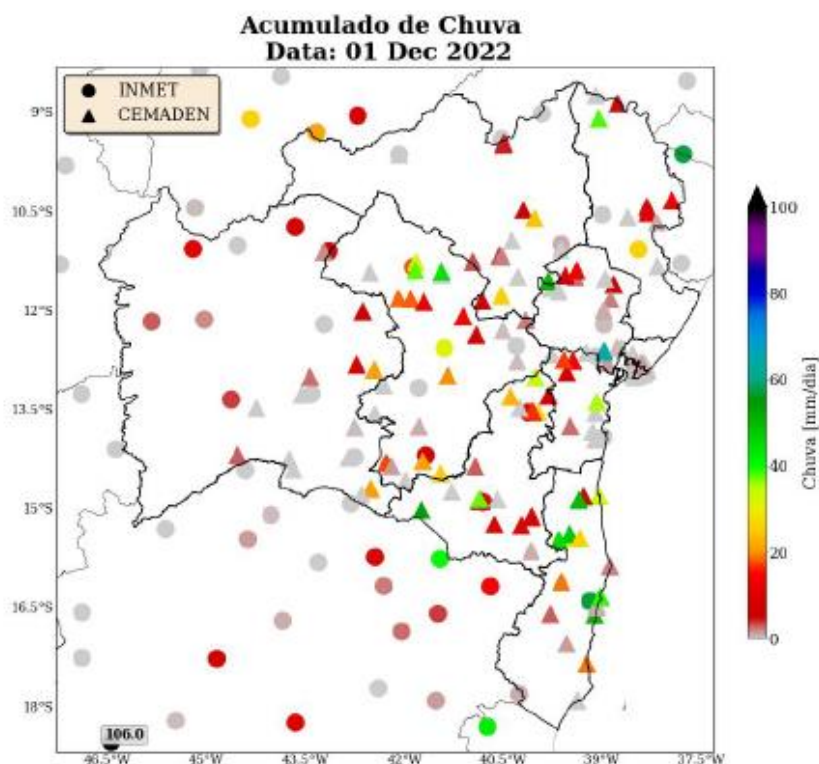 Acumulado de Chuva
Data: 01 Dec 2022
INMET
CEMADEN
9°S
10.5°S
12°S
13.5°S
15°S
16.5°S
18°S
106.0
46.5°W
45°W
43.5°W
42°W
40.5°W
39°W
37.5°W
100
80
60
40
20
0
Chuva [mm/dia]